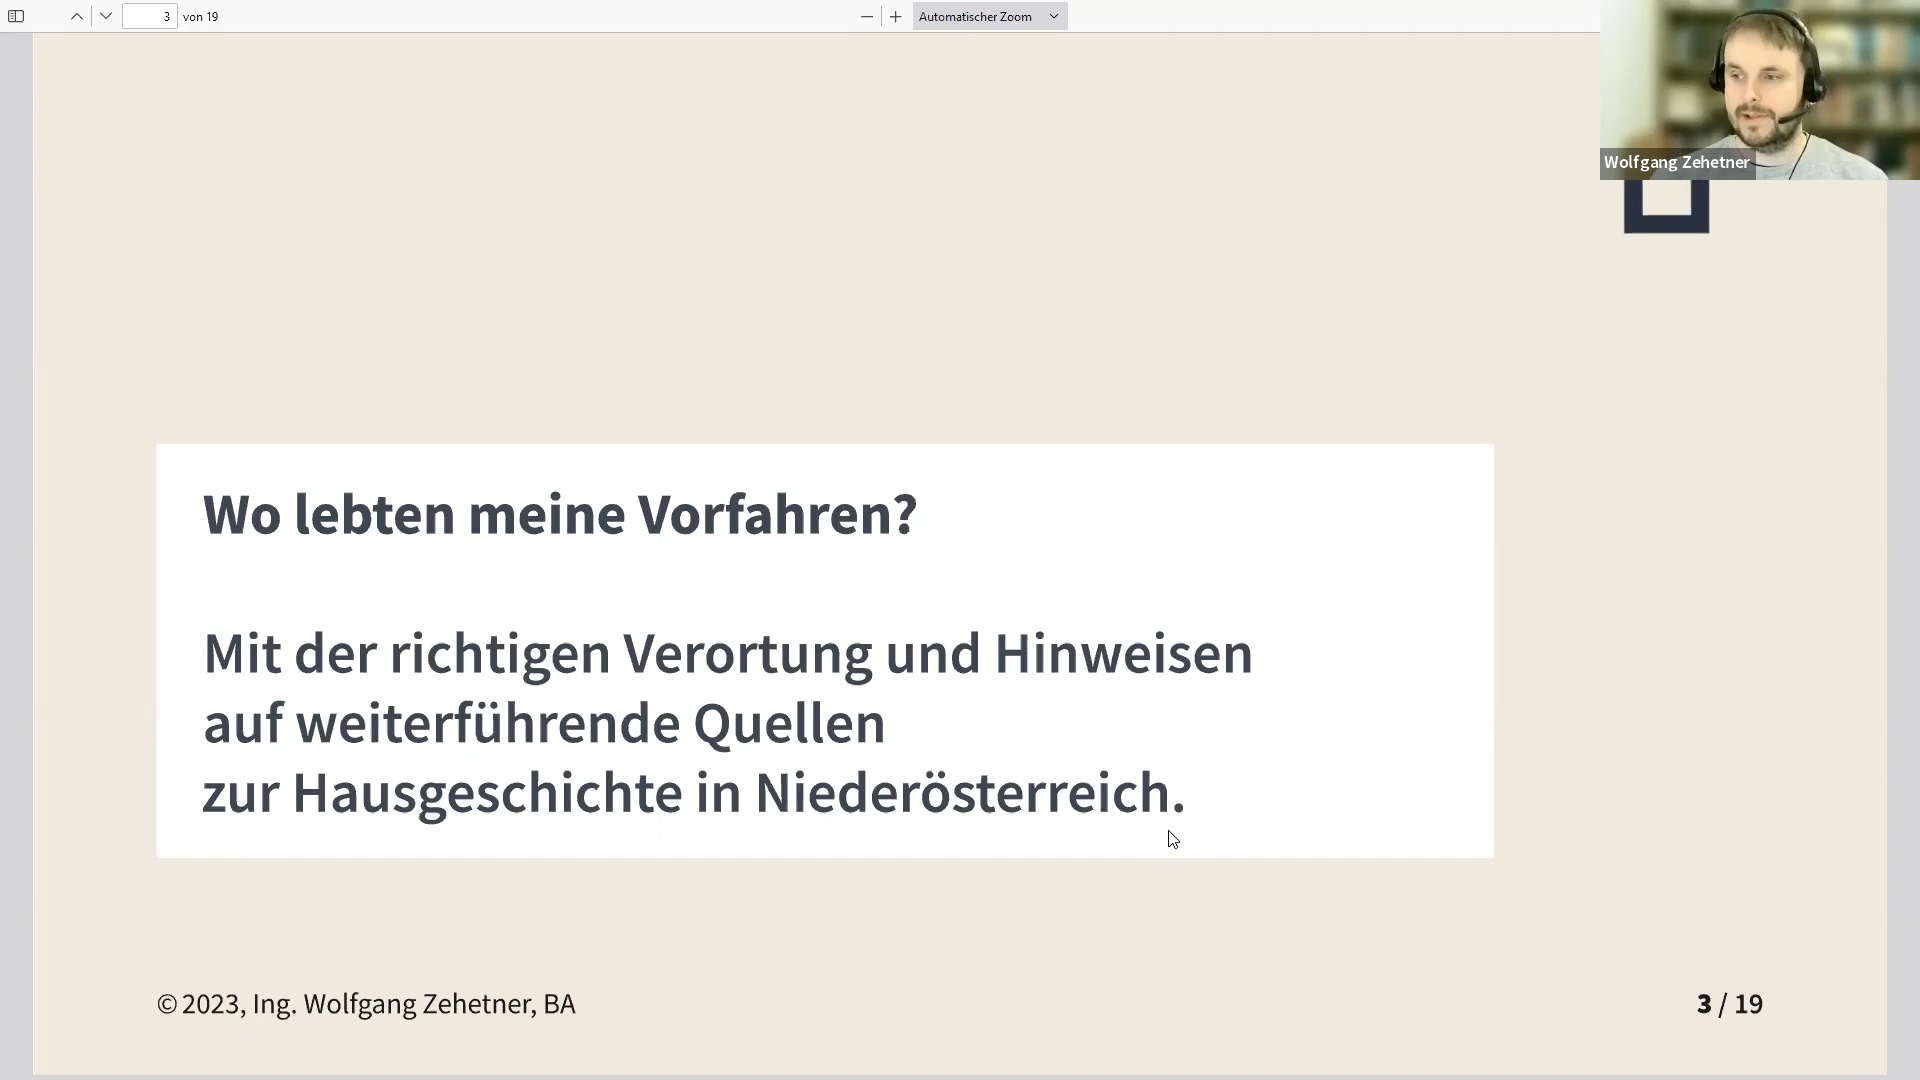 3 von 19
Automatischer Zoom
Wolfgang Zehetner
Wo lebten meine Vorfahren?
Mit der richtigen Verortung und Hinweisen
auf weiterführende Quellen
zur Hausgeschichte in Niederösterreich.
© 2023, Ing. Wolfgang Zehetner, BA
3 / 19